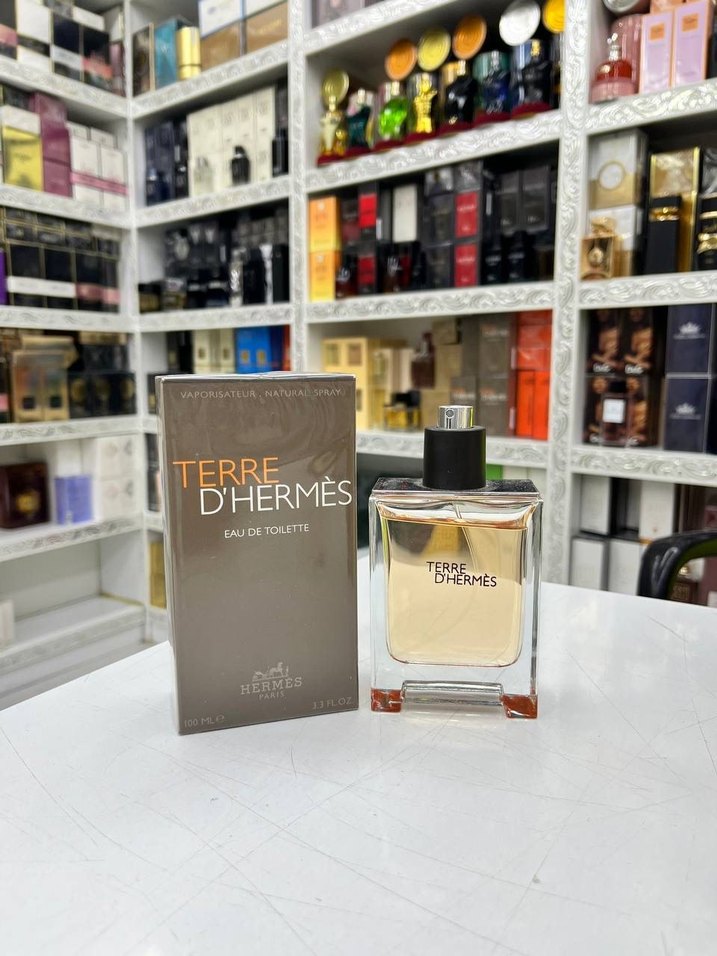 VAPORISATEUR . NATURAL SPRAY
TERRE
D'HERMÈS
EAU DE TOILETTE
HERMÈS
PARIS
100 ML ℮
3.3 FL.OZ
TERRE
D'HERMÈS